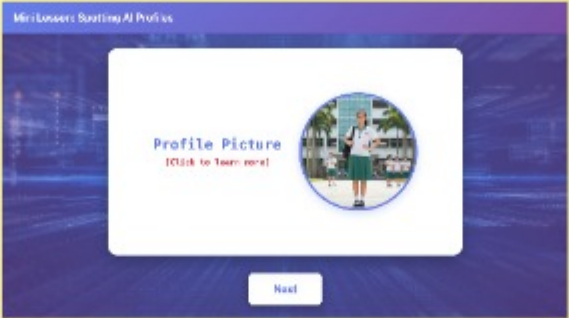 Mini Lesson: Spotting AI Profiles
Profile Picture
[Click to learn more]
Next